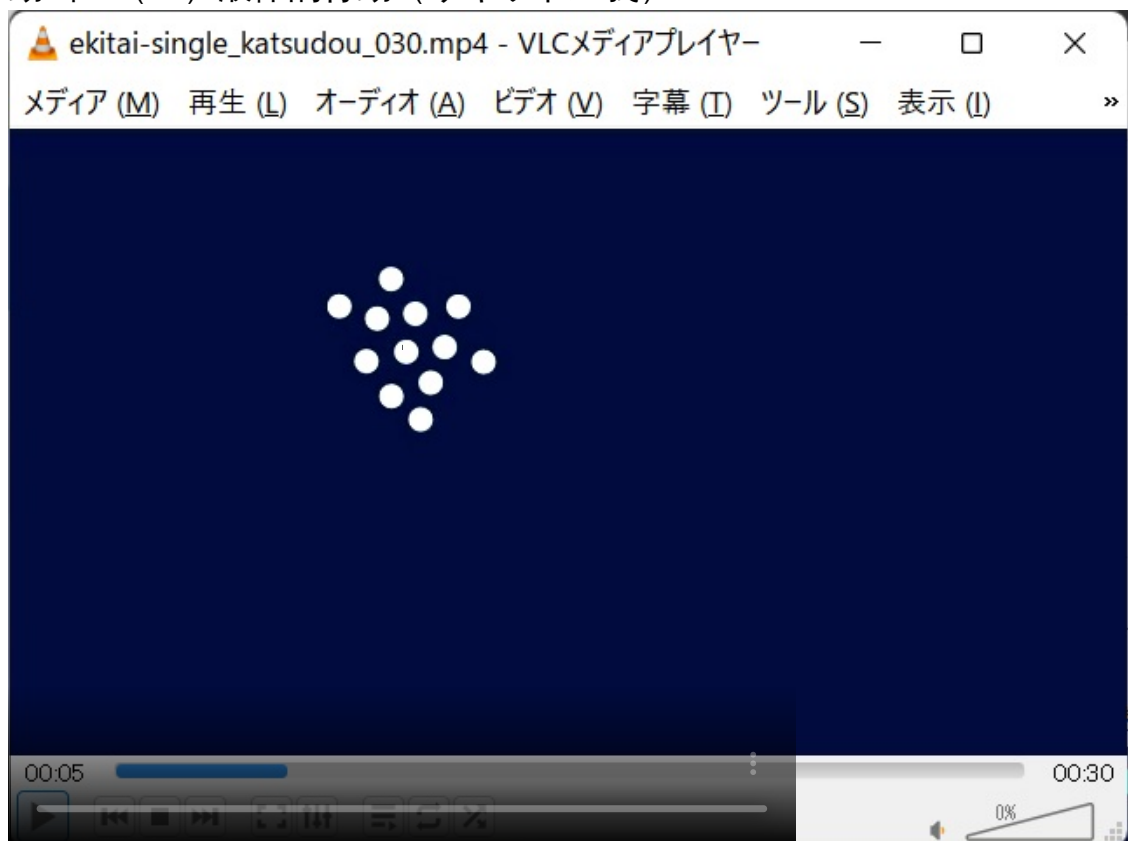 ekitai-single_katsudou_030.mp4 - VLCメディアプレイヤー
メディア (M) 再生 (L) オーディオ (A) ビデオ (V) 字幕 (T) ツール (S) 表示 (I) »
00:05 00:30
0%